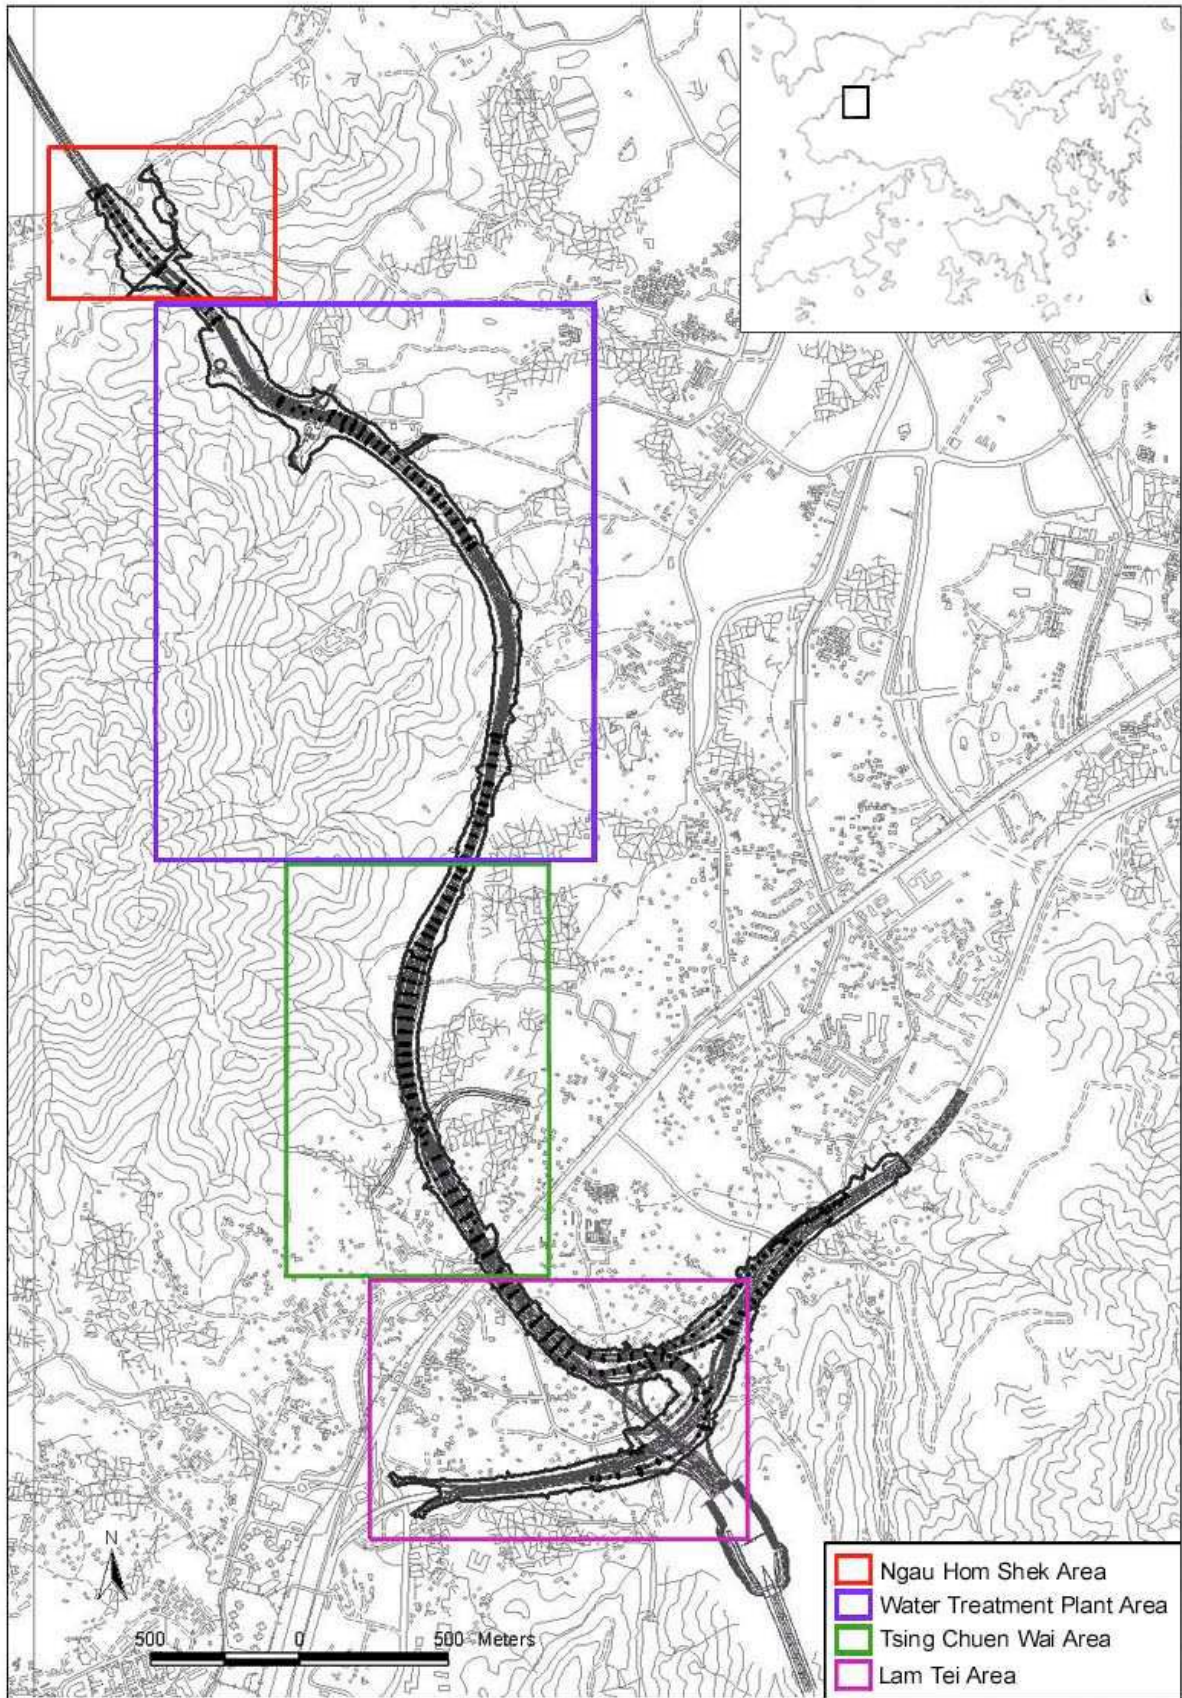 N
500 0 500 Meters
Ngau Hom Shek Area
Water Treatment Plant Area
Tsing Chuen Wai Area
Lam Tei Area